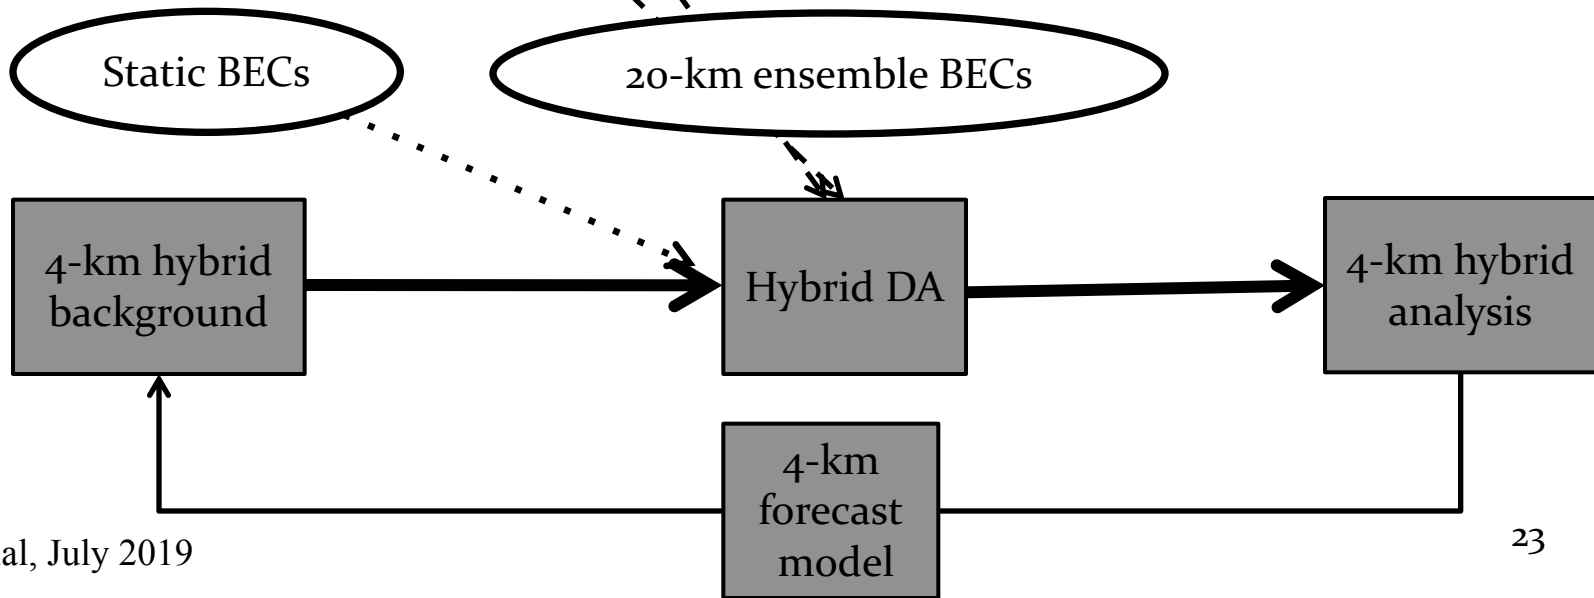 Static BECs
20-km ensemble BECs
4-km hybrid
background
Hybrid DA
4-km hybrid
analysis
4-km
forecast
model
al, July 2019
23